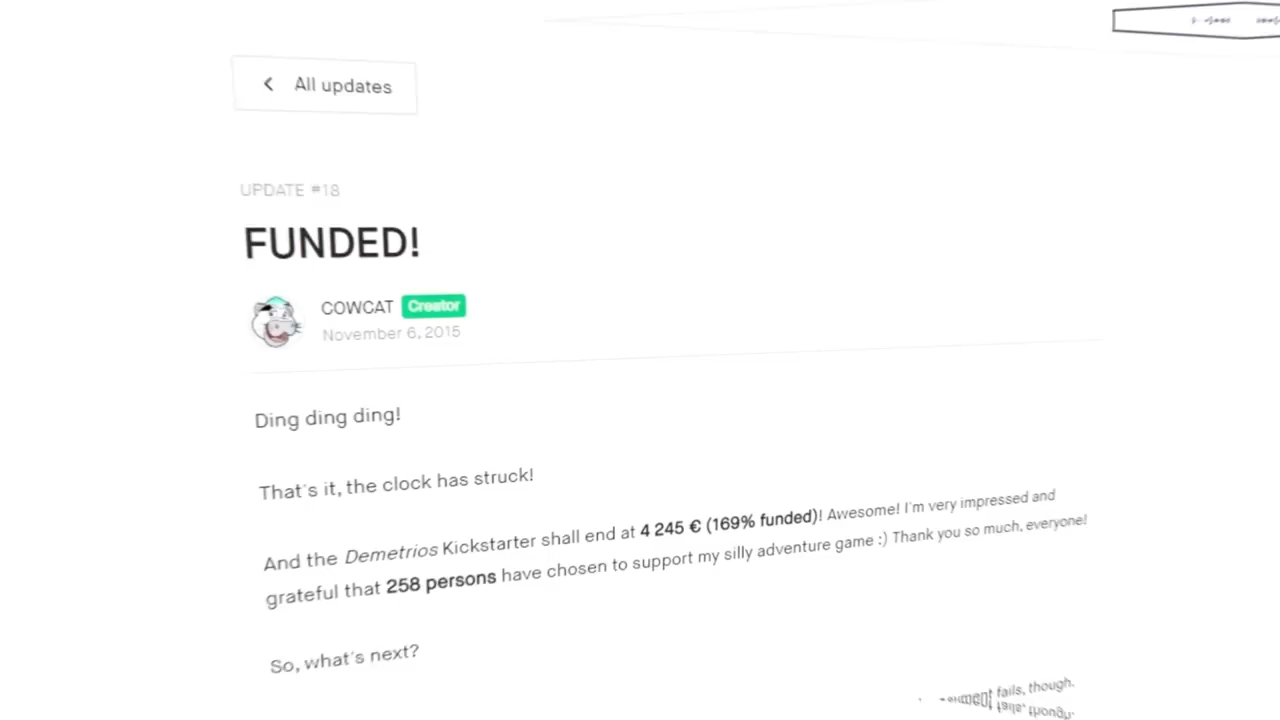 All updates
UPDATE #18
FUNDED!
COWCAT Creator
November 6, 2015
Ding ding ding!
That's it, the clock has struck!
And the Demetrios Kickstarter shall end at 4 245 € (169% funded)! Awesome! I'm very impressed and
grateful that 258 persons have chosen to support my silly adventure game :) Thank you so much, everyone!
So, what's next?
fails, though.